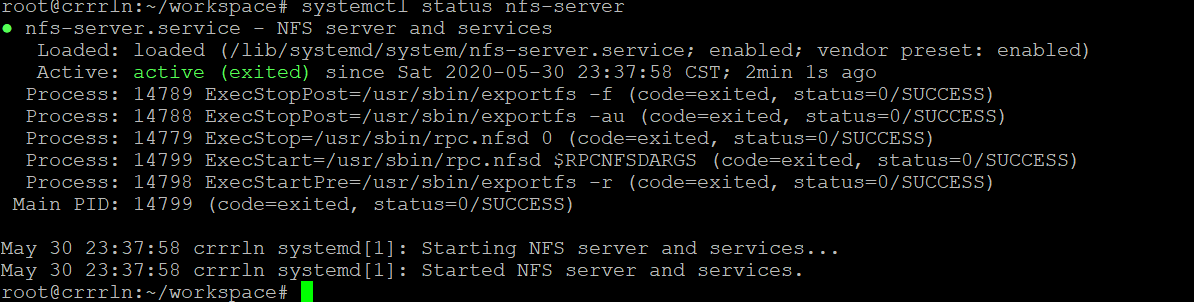 root@crrrln:~/workspace# systemctl status nfs-server
● nfs-server.service - NFS server and services
Loaded: loaded (/lib/systemd/system/nfs-server.service; enabled; vendor preset: enabled)
Active: active (exited) since Sat 2020-05-30 23:37:58 CST; 2min 1s ago
Process: 14789 ExecStopPost=/usr/sbin/exportfs -f (code=exited, status=0/SUCCESS)
Process: 14788 ExecStopPost=/usr/sbin/exportfs -au (code=exited, status=0/SUCCESS)
Process: 14779 ExecStop=/usr/sbin/rpc.nfsd 0 (code=exited, status=0/SUCCESS)
Process: 14799 ExecStart=/usr/sbin/rpc.nfsd $RPCNFSDARGS (code=exited, status=0/SUCCESS)
Process: 14798 ExecStartPre=/usr/sbin/exportfs -r (code=exited, status=0/SUCCESS)
Main PID: 14799 (code=exited, status=0/SUCCESS)
May 30 23:37:58 crrrln systemd[1]: Starting NFS server and services...
May 30 23:37:58 crrrln systemd[1]: Started NFS server and services.
root@crrrln:~/workspace#